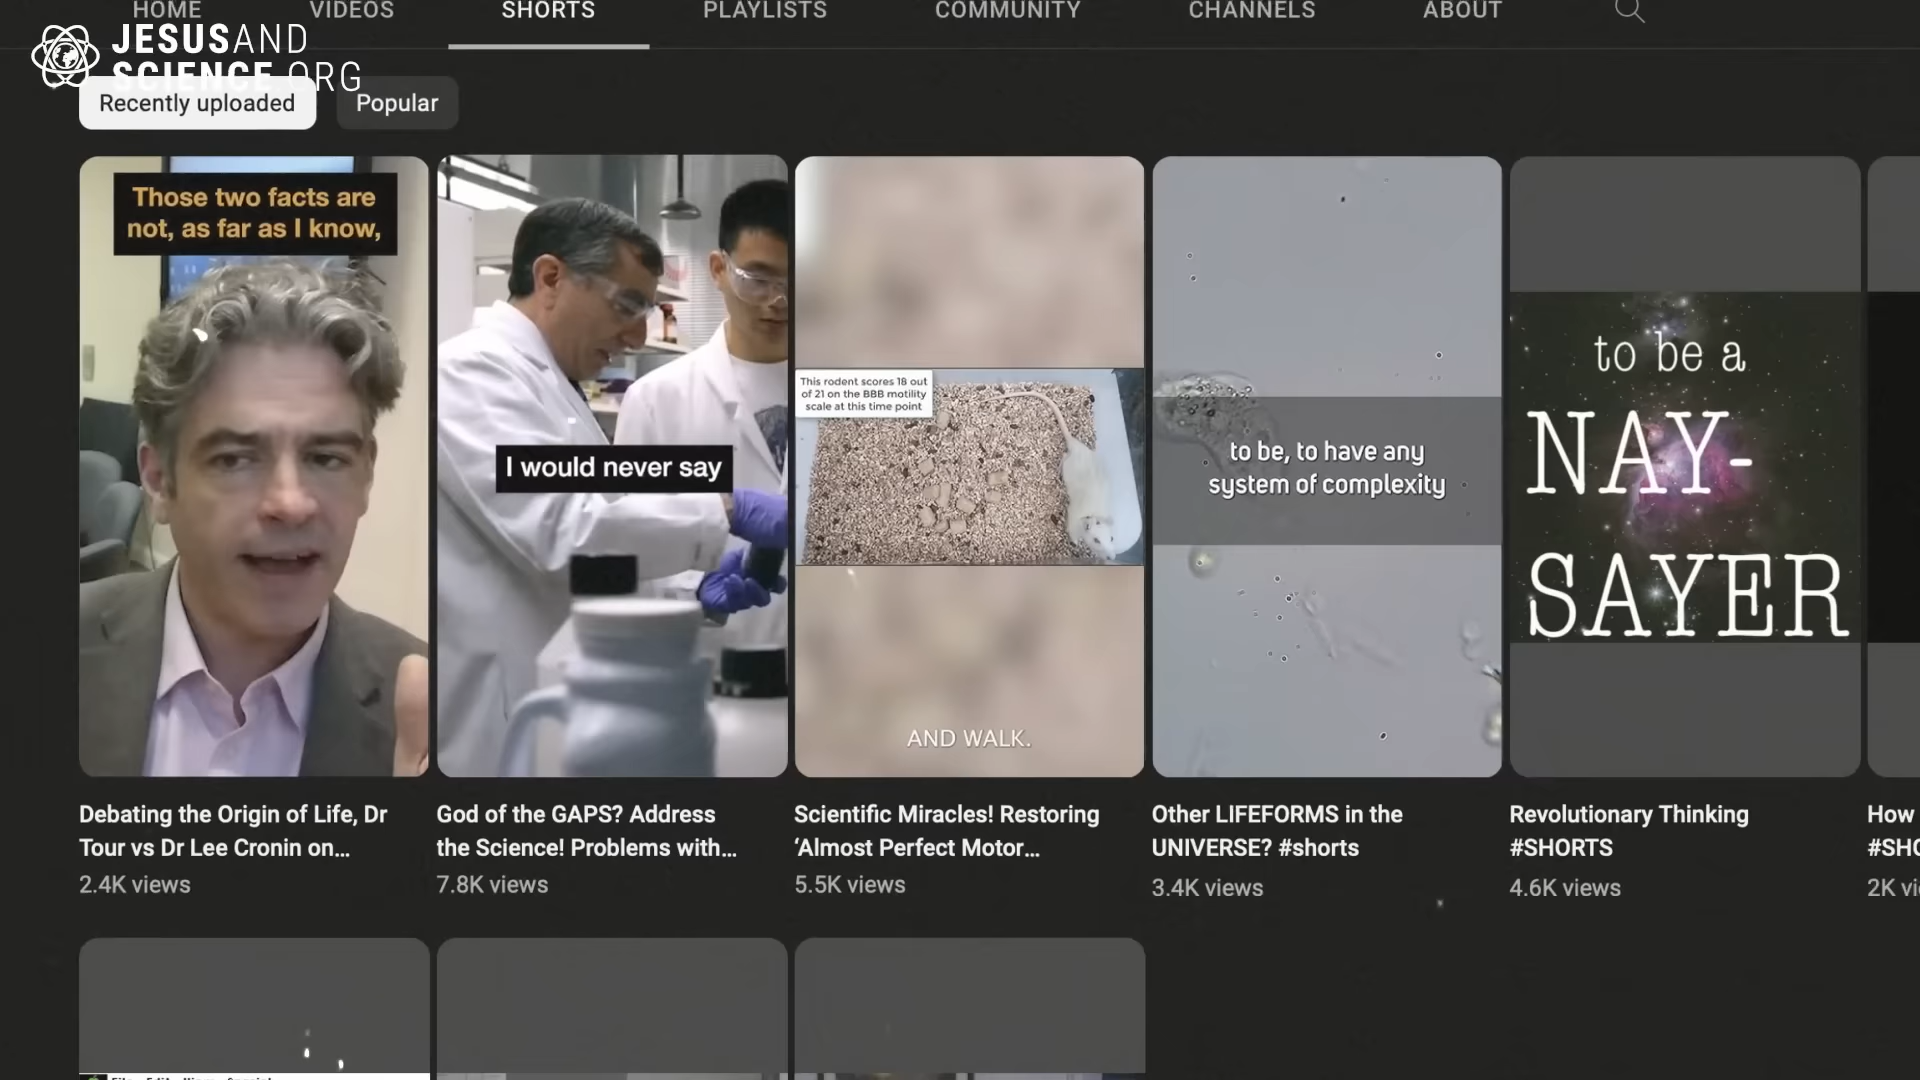 HOME VIDEOS SHORTS PLAYLISTS COMMUNITY CHANNELS ABOUT
JESUSAND
SCIENCE.ORG
Recently uploaded Popular
Those two facts are
not, as far as I know,
I would never say
This rodent scores 18 out
of 21 on the BBB motility
scale at this time point
AND WALK.
to be, to have any
system of complexity
to be a
NAY-
SAYER
Debating the Origin of Life, Dr
Tour vs Dr Lee Cronin on...
2.4K views
God of the GAPS? Address
the Science! Problems with...
7.8K views
Scientific Miracles! Restoring
‘Almost Perfect Motor...
5.5K views
Other LIFEFORMS in the
UNIVERSE? #shorts
3.4K views
Revolutionary Thinking
#SHORTS
4.6K views
How
#SHO
2K vi